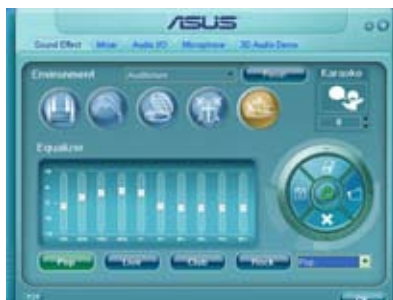 ASUS
Sound Effect Mixer Audio I/O Microphone 3D Audio Demo
Environment Auditorium Reset Karaoke
0
Equalizer
Pop Live Club Rock Pop